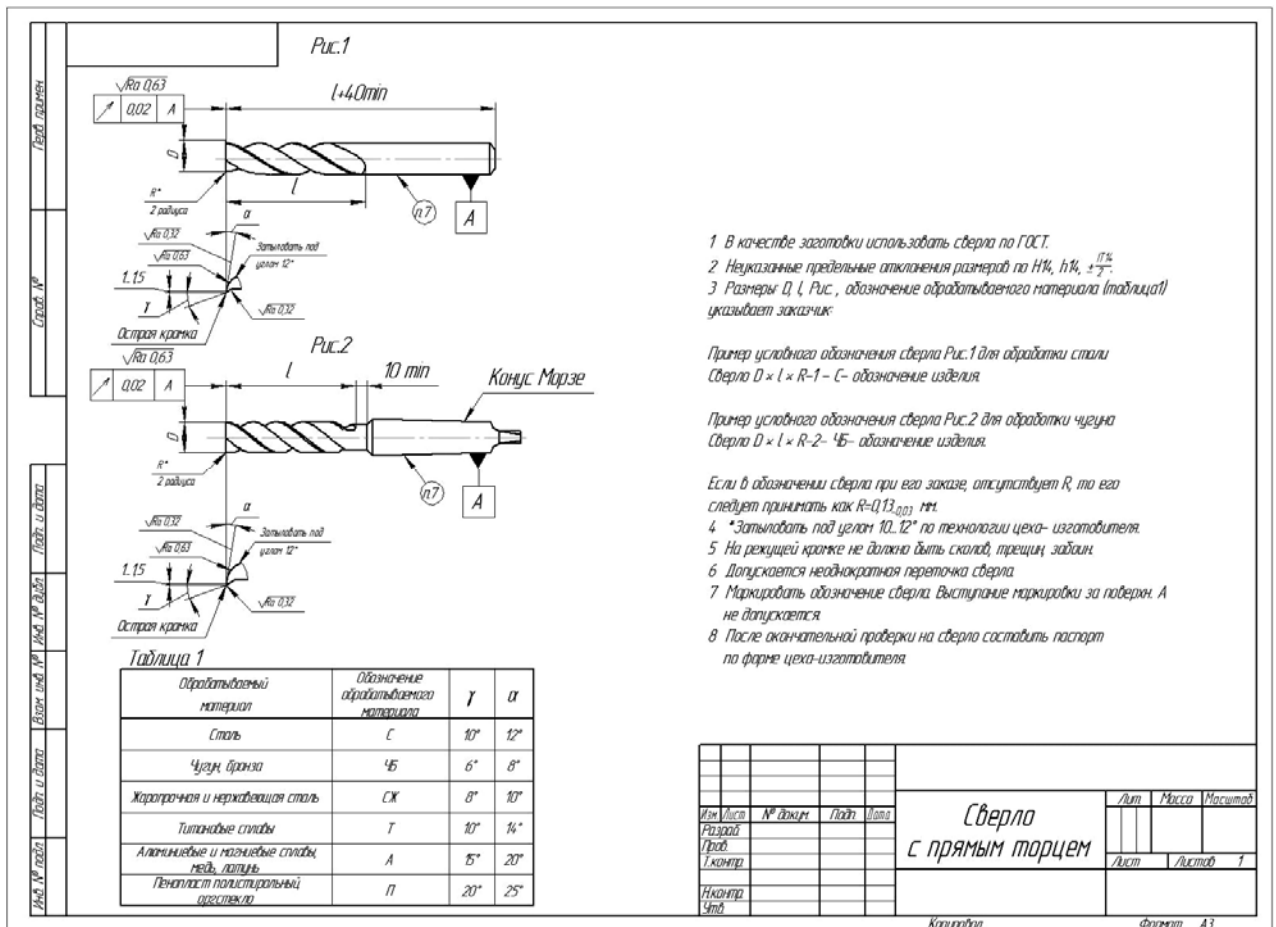 Перв. примен.
Справ. №
Подп. и дата
Инв. № дубл.
Взам. инв. №
Подп. и дата
Инв. № подл.
Рис.1
√Ra 0,63
0,02 А
l+40min
D
R*
2 радиуса
l
п.7
А
α
√Ra 0,32
√Ra 0,63
Затыловать под
углом 12°
1..1,5
γ
√Ra 0,32
Острая кромка
Рис.2
√Ra 0,63
0,02 А
l
10 min
Конус Морзе
D
R*
2 радиуса
п.7
А
α
√Ra 0,32
√Ra 0,63
Затыловать под
углом 12°
1..1,5
γ
√Ra 0,32
Острая кромка
1 В качестве заготовки использовать сверла по ГОСТ.
2 Неуказанные предельные отклонения размеров по H14, h14, ±IT14/2.
3 Размеры: D, l, Рис., обозначение обрабатываемого материала (таблица1)
указывает заказчик:
Пример условного обозначения сверла Рис.1 для обработки стали
Сверло D × l × R-1 - С- обозначение изделия.
Пример условного обозначения сверла Рис.2 для обработки чугуна
Сверло D × l × R-2- ЧБ- обозначение изделия.
Если в обозначении сверла при его заказе, отсутствует R, то его
следует принимать как R=0,13-0,03 мм.
4 *Затыловать под углом 10...12° по технологии цеха- изготовителя.
5 На режущей кромке не должно быть сколов, трещин, забоин.
6 Допускается неоднократная переточка сверла.
7 Маркировать обозначение сверла. Выступание маркировки за поверхн. А
не допускается.
8 После окончательной проверки на сверло составить паспорт
по форме цеха-изготовителя.
Таблица 1
Обрабатываемый материал Обозначение обрабатываемого материала γ α
Сталь С 10° 12°
Чугун, бронза ЧБ 6° 8°
Жаропрочная и нержавеющая сталь СЖ 8° 10°
Титановые сплавы Т 10° 14°
Алюминиевые и магниевые сплавы, медь, латунь А 15° 20°
Пенопласт полистирольный оргстекло П 20° 25°
Изм. Лист № докум. Подп. Дата
Разраб.
Пров.
Т.контр.
Н.контр.
Утв.
Сверло
с прямым торцем
Лит. Масса Масштаб
Лист Листов 1
Копировал Формат А3